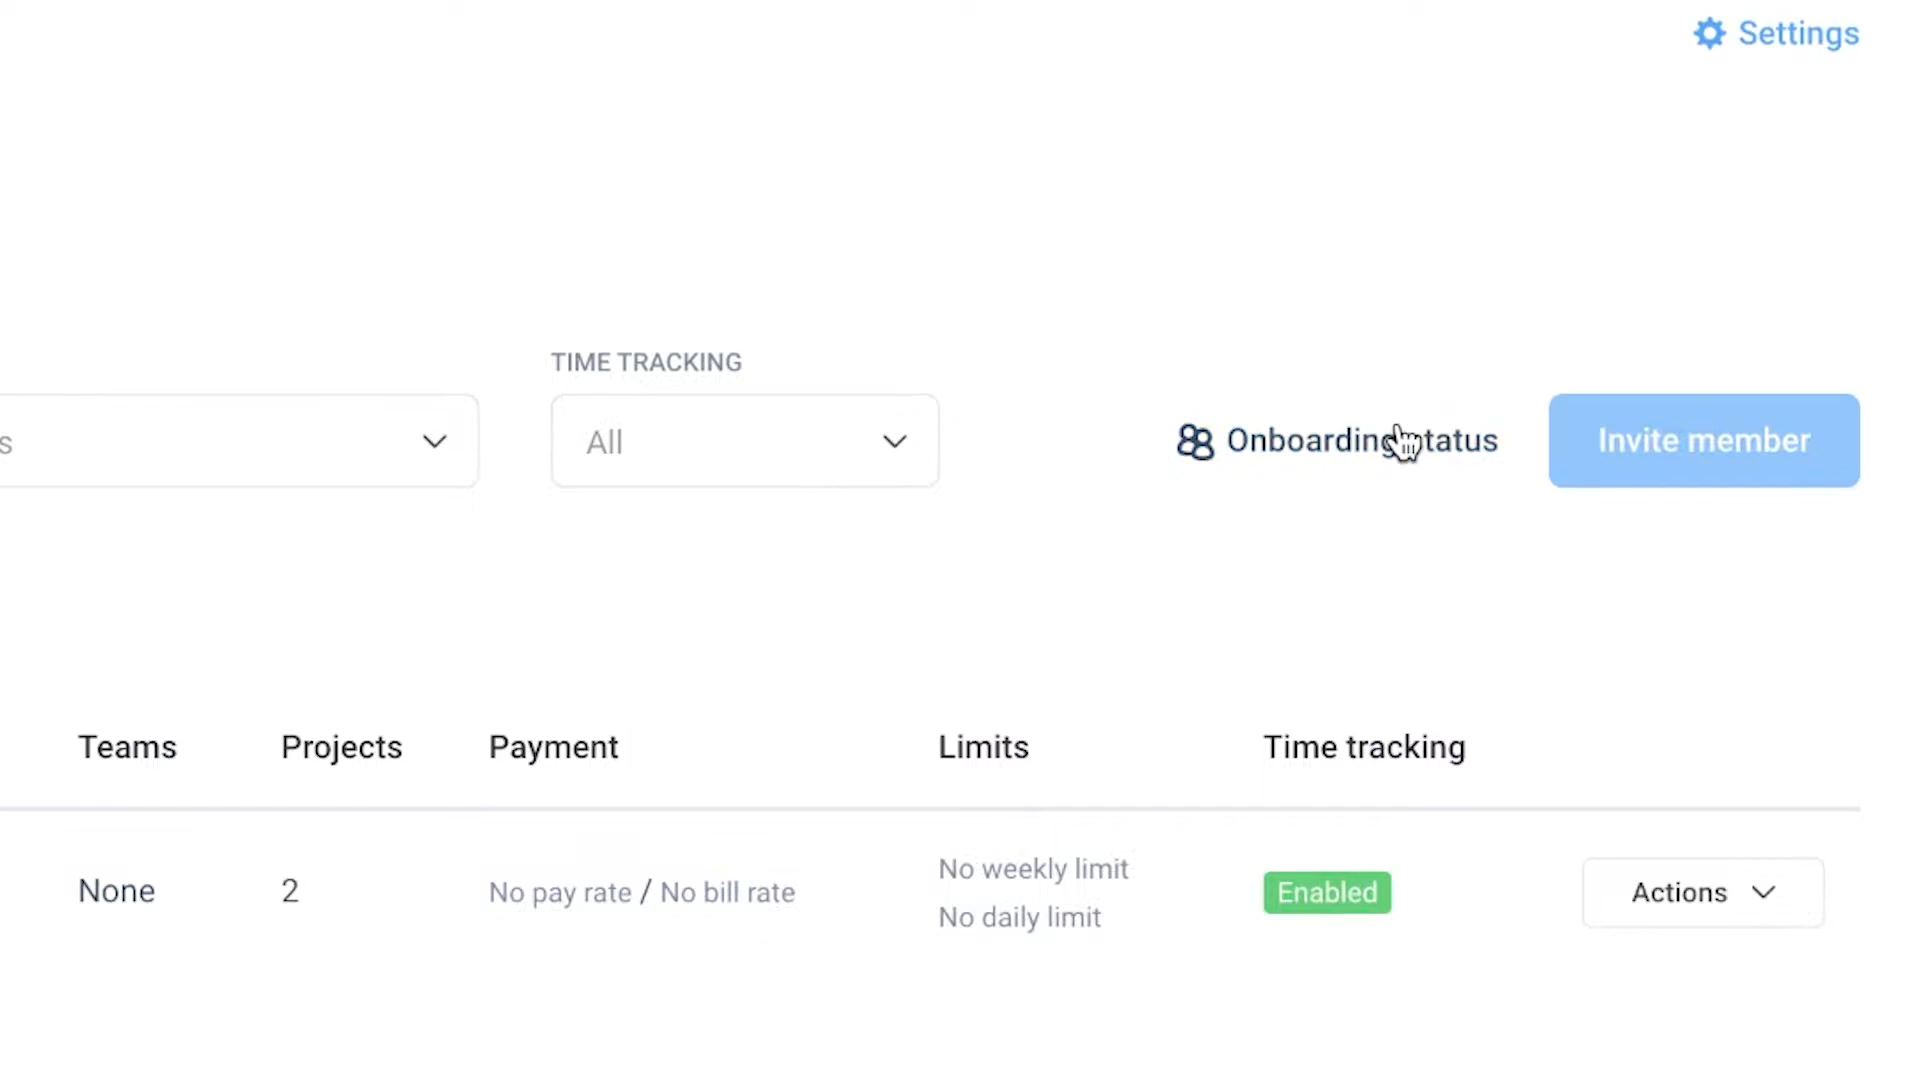 Settings
TIME TRACKING
s
All
Onboarding status
Invite member
Teams Projects Payment Limits Time tracking
None 2 No pay rate / No bill rate No weekly limit Enabled Actions
No daily limit